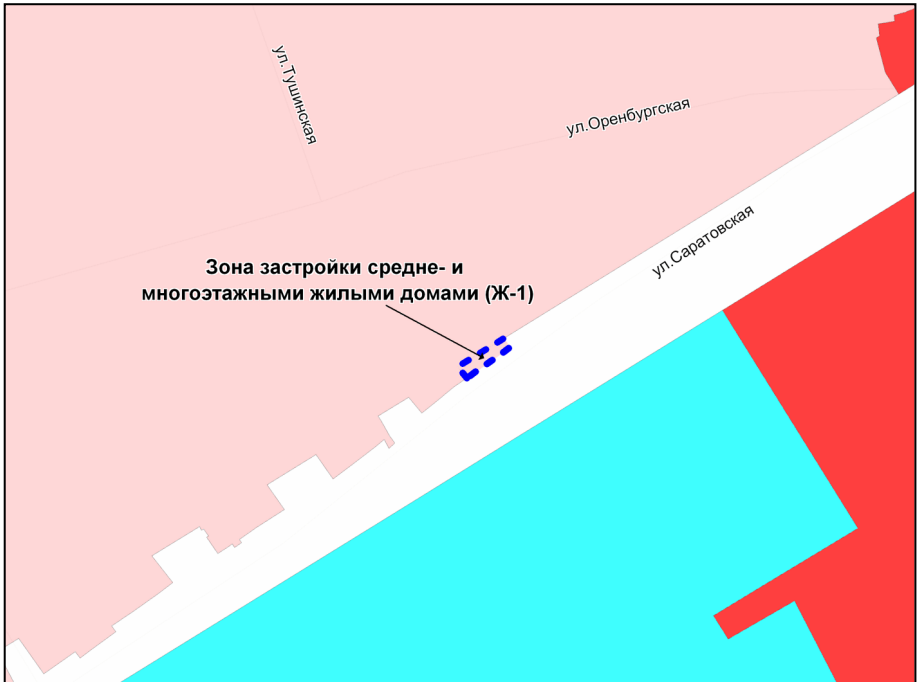 ул.Тушинская
ул.Оренбургская
ул.Саратовская
Зона застройки средне- и
многоэтажными жилыми домами (Ж-1)